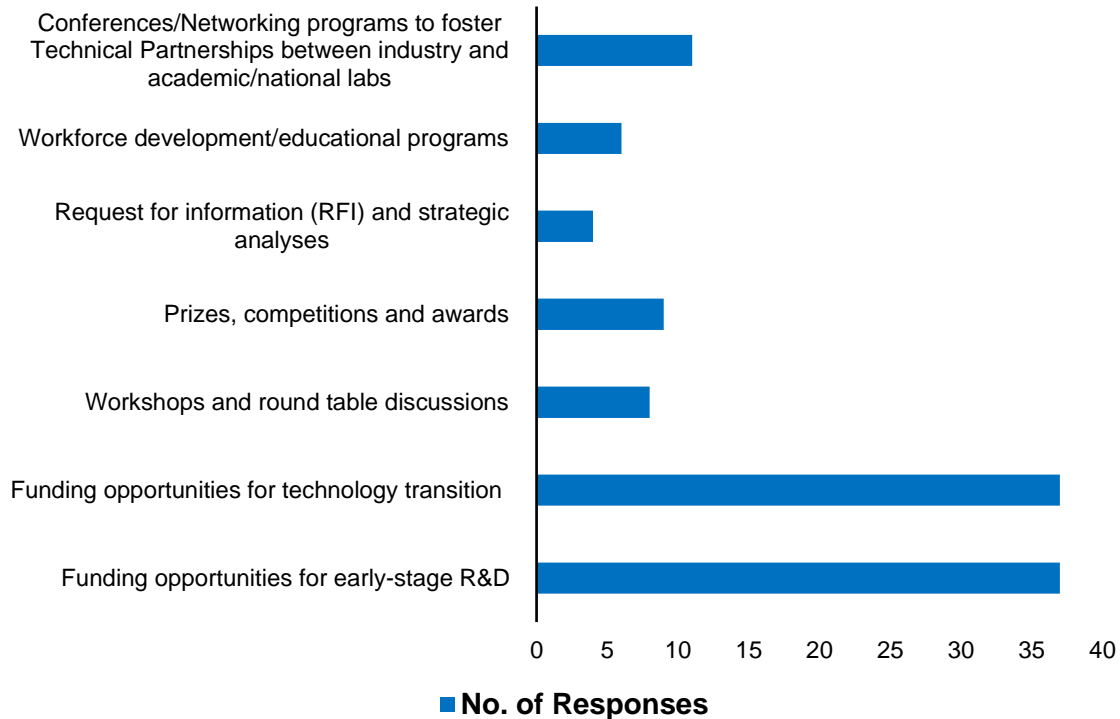 Conferences/Networking programs to foster
Technical Partnerships between industry and
academic/national labs
Workforce development/educational programs
Request for information (RFI) and strategic
analyses
Prizes, competitions and awards
Workshops and round table discussions
Funding opportunities for technology transition
Funding opportunities for early-stage R&D
0 5 10 15 20 25 30 35 40
No. of Responses